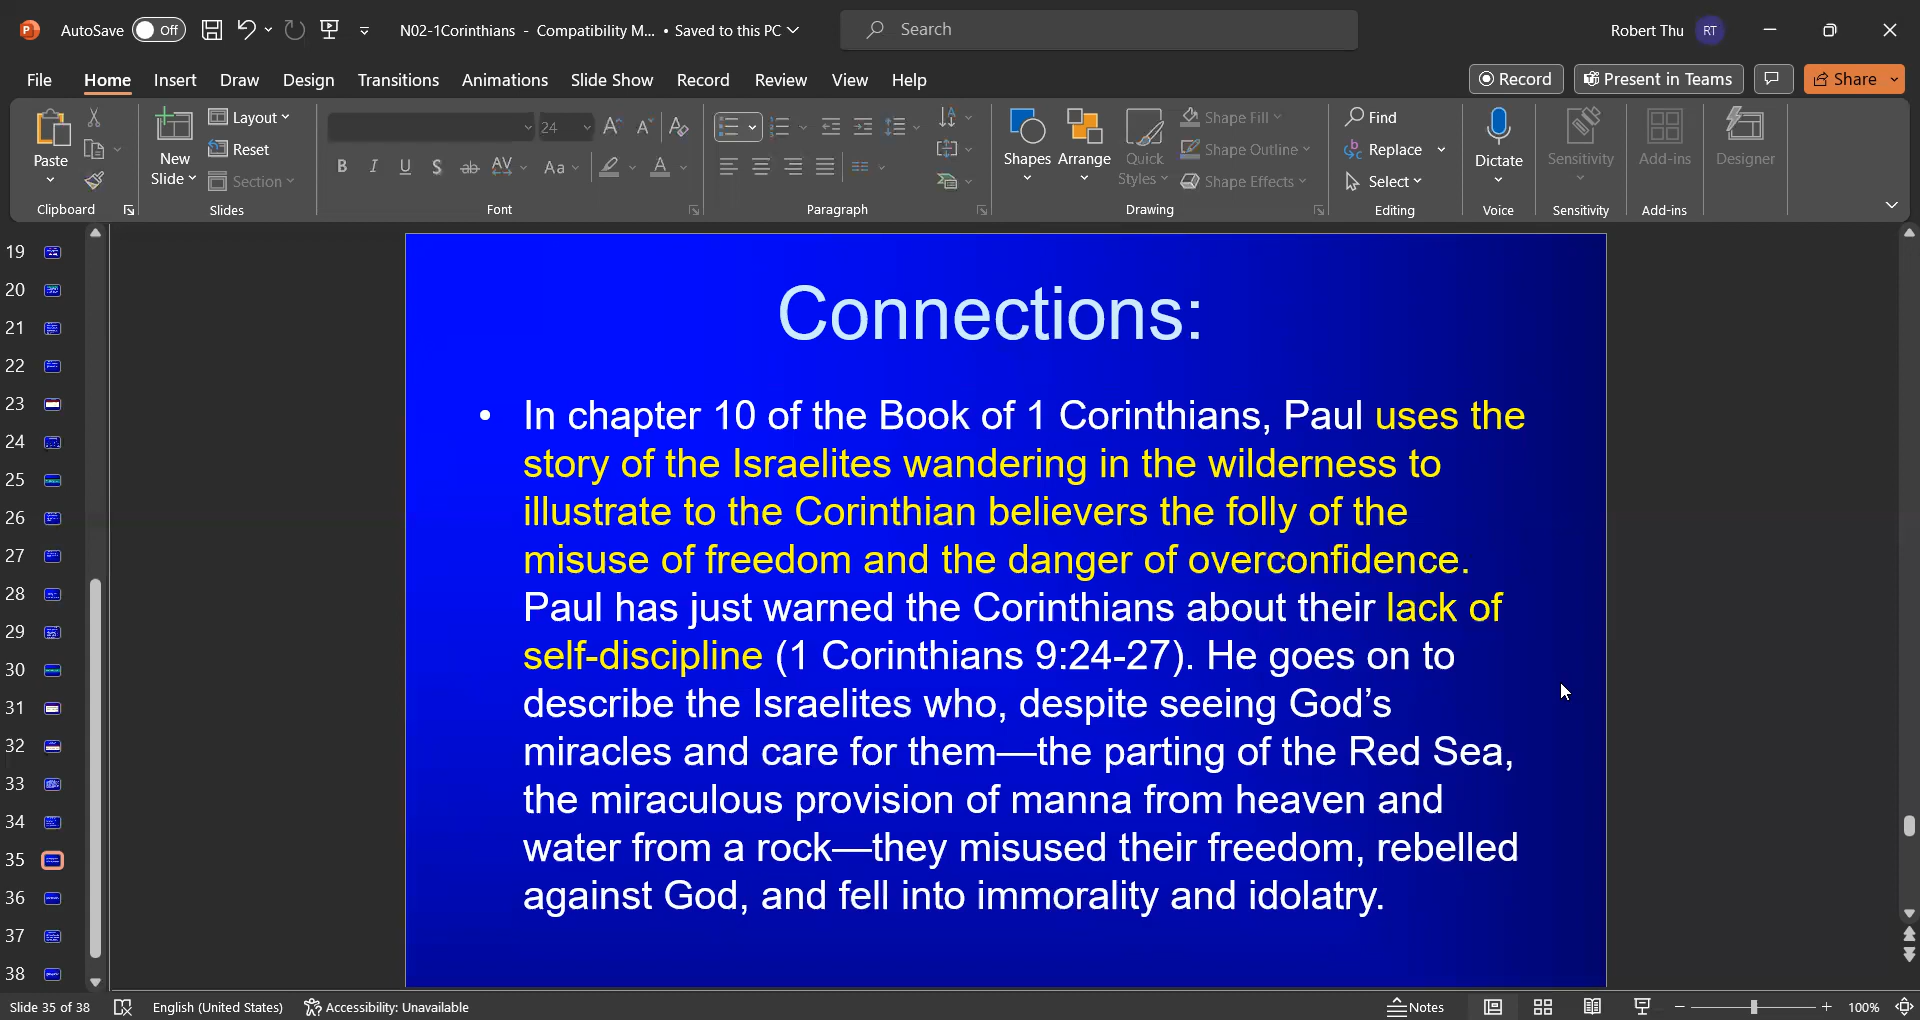 AutoSave Off N02-1Corinthians - Compatibility M... • Saved to this PC Search Robert Thu RT
File Home Insert Draw Design Transitions Animations Slide Show Record Review View Help Record Present in Teams Share
Paste
Clipboard
New
Slide
Layout
Reset
Section
Slides
24
B I U S ab AV Aa A
Font
Paragraph
Shapes Arrange Quick
Styles
Shape Fill
Shape Outline
Shape Effects
Drawing
Find
Replace
Select
Editing
Dictate
Voice
Sensitivity
Sensitivity
Add-ins
Add-ins
Designer
19
20
21
22
23
24
25
26
27
28
29
30
31
32
33
34
35
36
37
38
Connections:
• In chapter 10 of the Book of 1 Corinthians, Paul uses the
story of the Israelites wandering in the wilderness to
illustrate to the Corinthian believers the folly of the
misuse of freedom and the danger of overconfidence.
Paul has just warned the Corinthians about their lack of
self-discipline (1 Corinthians 9:24-27). He goes on to
describe the Israelites who, despite seeing God’s
miracles and care for them—the parting of the Red Sea,
the miraculous provision of manna from heaven and
water from a rock—they misused their freedom, rebelled
against God, and fell into immorality and idolatry.
Slide 35 of 38 English (United States) Accessibility: Unavailable Notes 100%